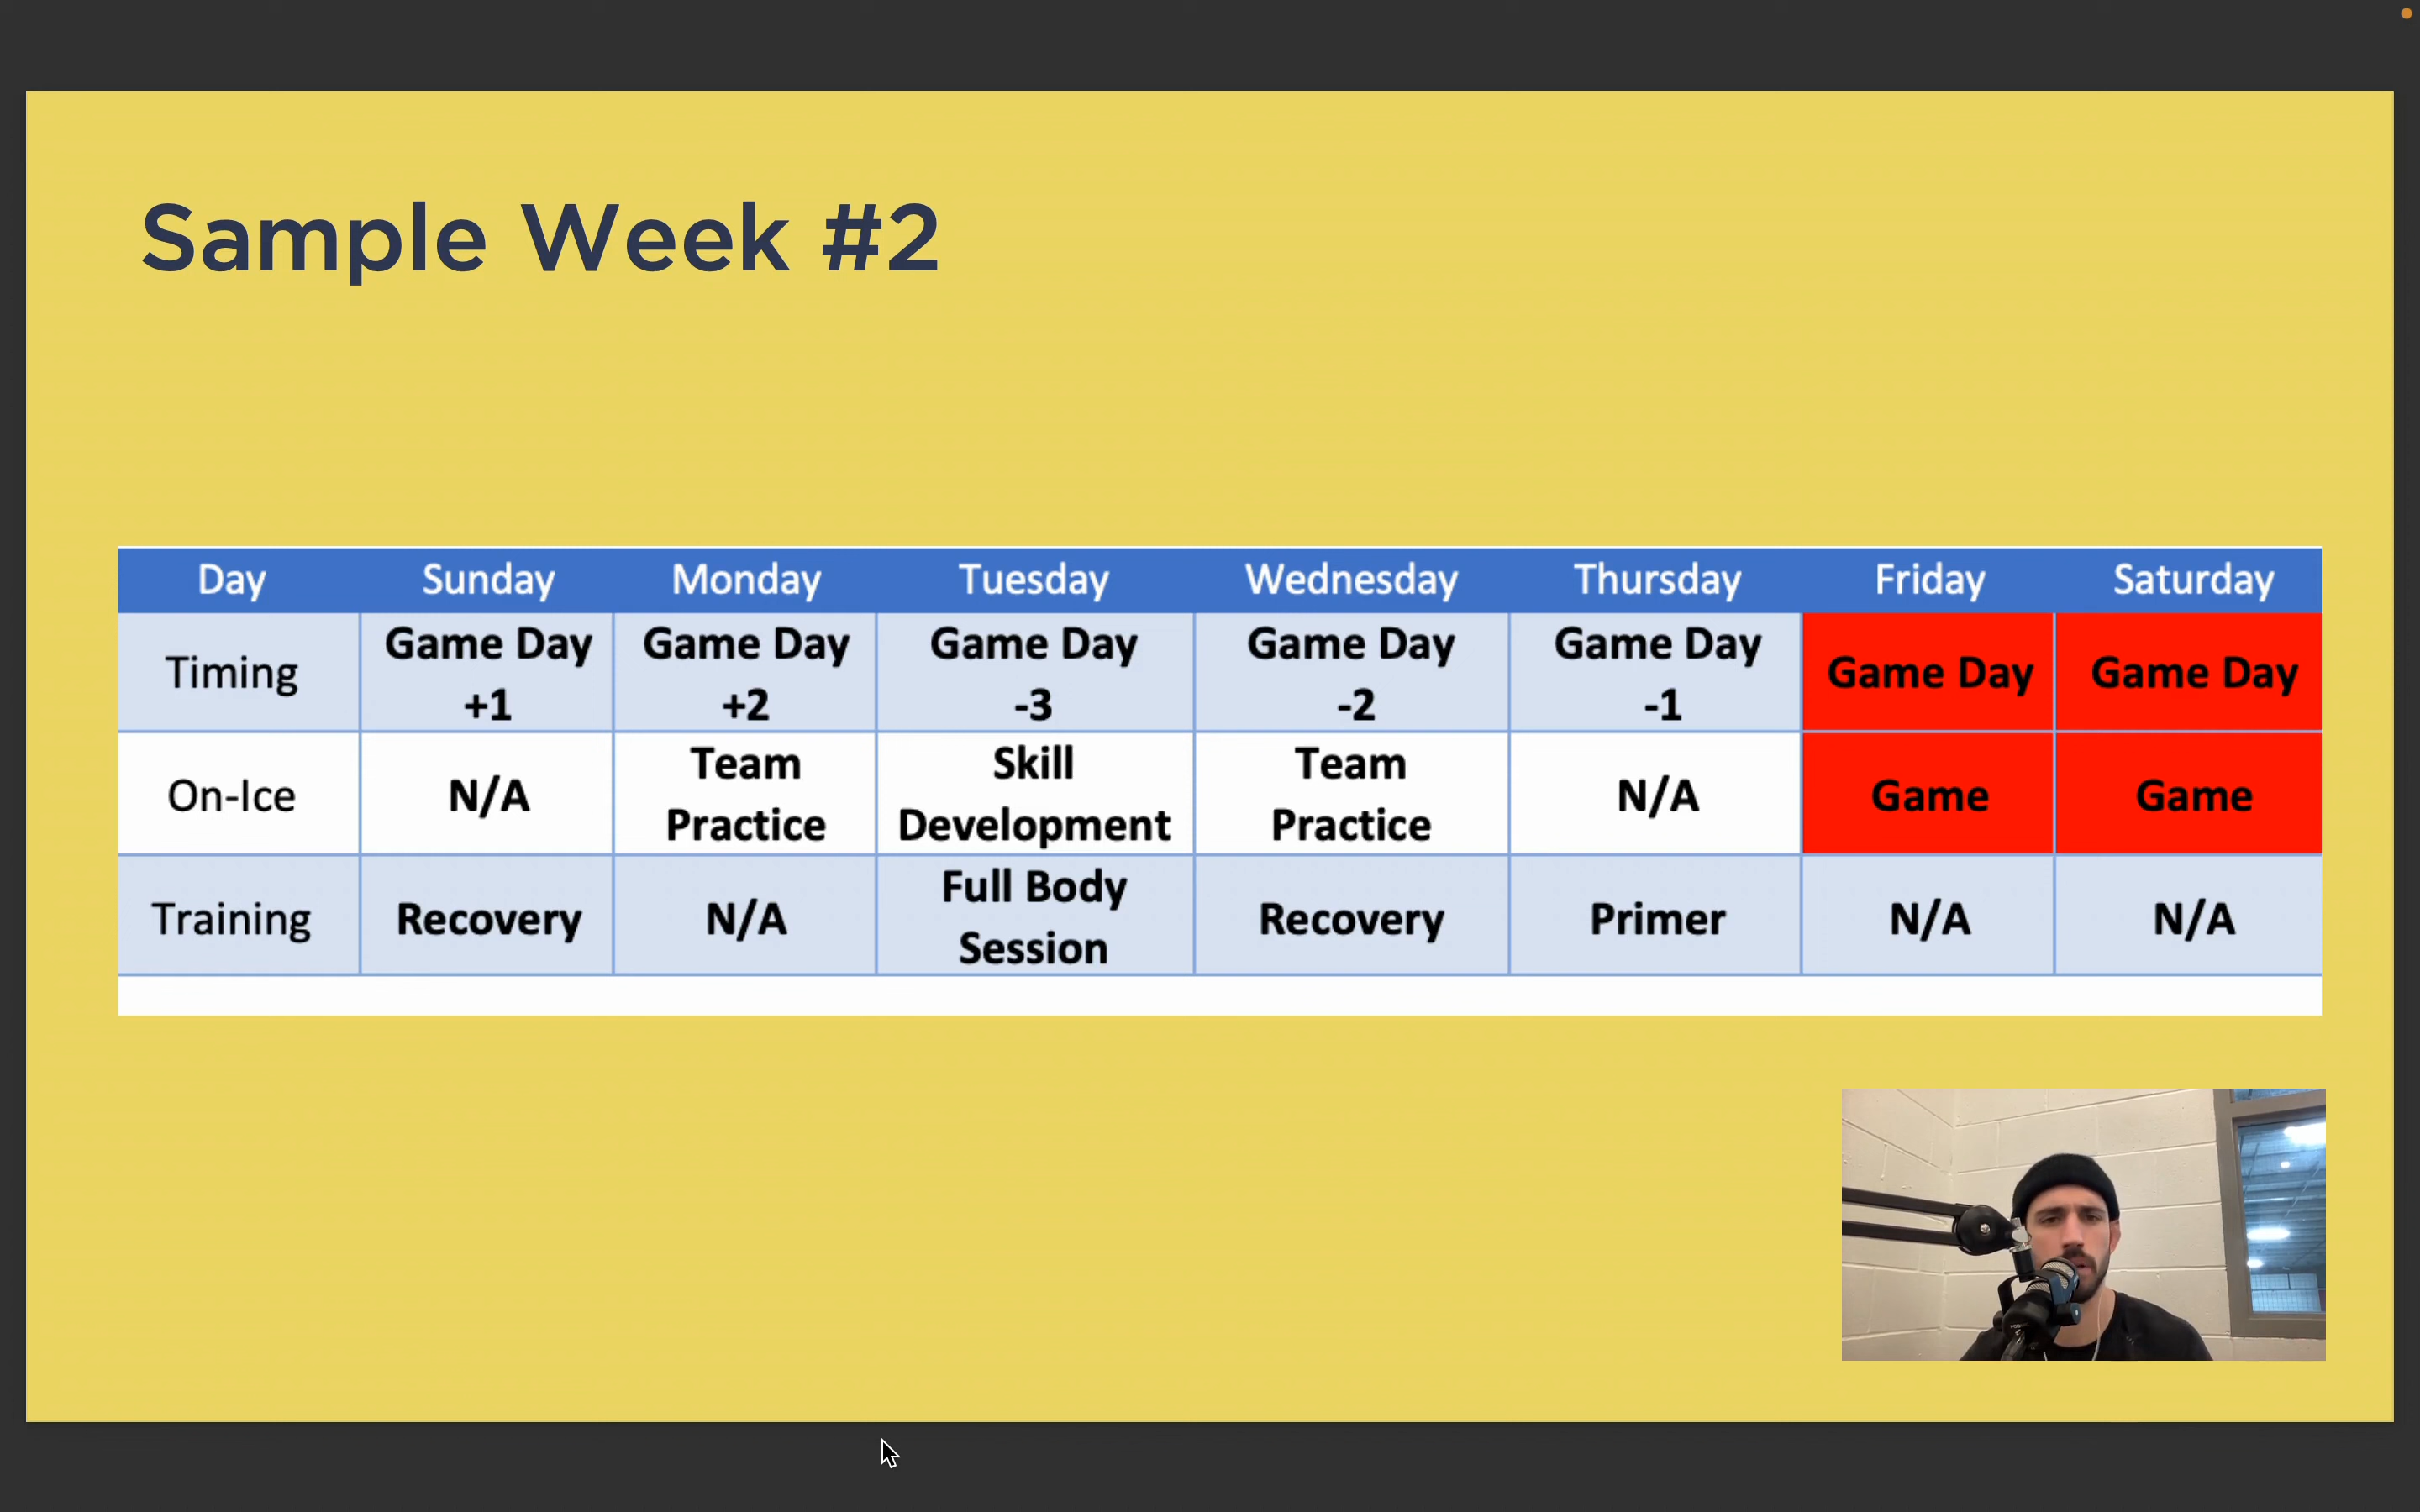 Sample Week #2
Day Sunday Monday Tuesday Wednesday Thursday Friday Saturday
Timing Game Day +1 Game Day +2 Game Day -3 Game Day -2 Game Day -1 Game Day Game Day
On-Ice N/A Team Practice Skill Development Team Practice N/A Game Game
Training Recovery N/A Full Body Session Recovery Primer N/A N/A